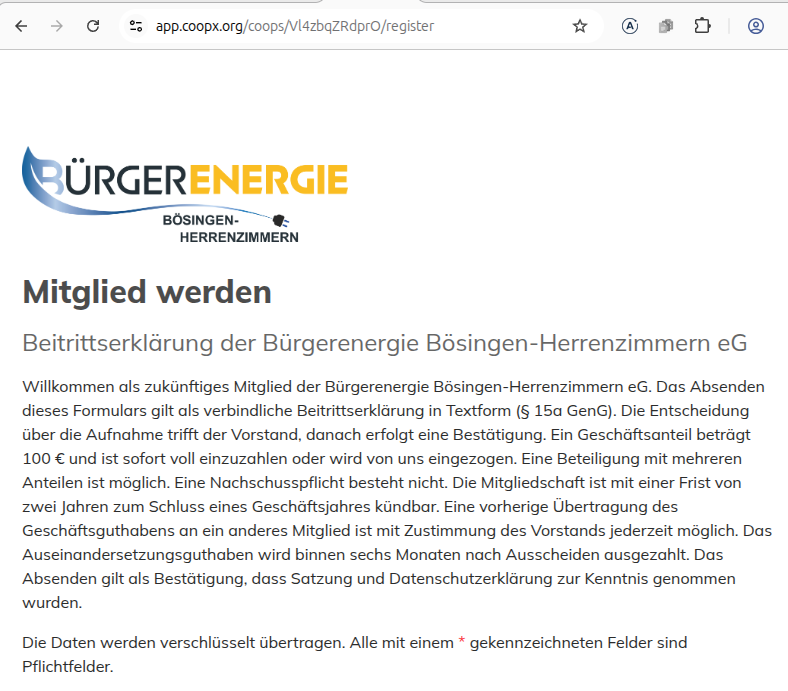 app.coopx.org/coops/Vl4zbqZRdprO/register
BÜRGERENERGIE
BÖSINGEN-
HERRENZIMMERN
Mitglied werden
Beitrittserklärung der Bürgerenergie Bösingen-Herrenzimmern eG
Willkommen als zukünftiges Mitglied der Bürgerenergie Bösingen-Herrenzimmern eG. Das Absenden
dieses Formulars gilt als verbindliche Beitrittserklärung in Textform (§ 15a GenG). Die Entscheidung
über die Aufnahme trifft der Vorstand, danach erfolgt eine Bestätigung. Ein Geschäftsanteil beträgt
100 € und ist sofort voll einzuzahlen oder wird von uns eingezogen. Eine Beteiligung mit mehreren
Anteilen ist möglich. Eine Nachschusspflicht besteht nicht. Die Mitgliedschaft ist mit einer Frist von
zwei Jahren zum Schluss eines Geschäftsjahres kündbar. Eine vorherige Übertragung des
Geschäftsguthabens an ein anderes Mitglied ist mit Zustimmung des Vorstands jederzeit möglich. Das
Auseinandersetzungsguthaben wird binnen sechs Monaten nach Ausscheiden ausgezahlt. Das
Absenden gilt als Bestätigung, dass Satzung und Datenschutzerklärung zur Kenntnis genommen
wurden.
Die Daten werden verschlüsselt übertragen. Alle mit einem * gekennzeichneten Felder sind
Pflichtfelder.